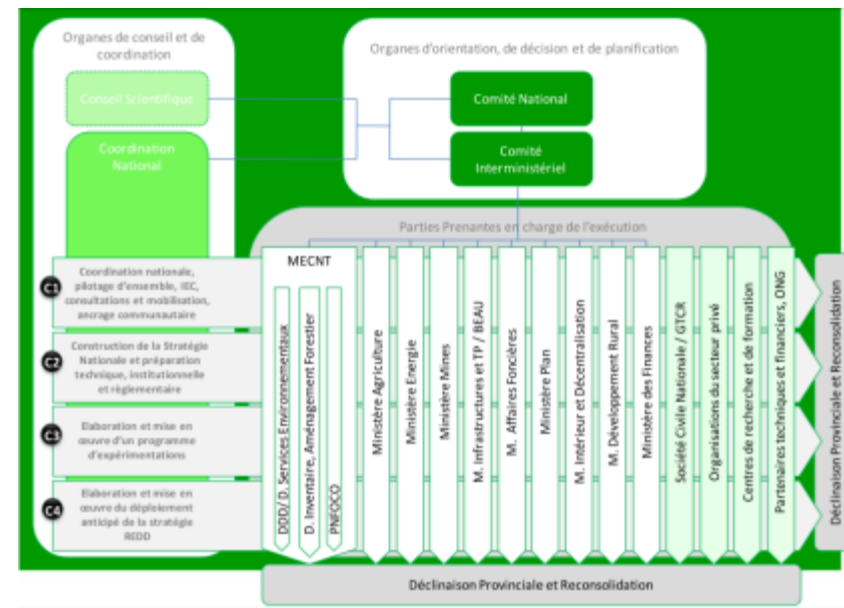 Organes de conseil et de
coordination
Organes d'orientation, de décision et de planification
Conseil Scientifique
Comité National
Coordination
National
Comité
Interministériel
Parties Prenantes en charge de l'exécution
MECNT
C1
Coordination nationale,
pilotage d'ensemble, IEC,
consultations et mobilisation,
ancrage communautaire
C2
Construction de la Stratégie
Nationale et préparation
technique, institutionnelle
et règlementaire
C3
Elaboration et mise en
œuvre d'un programme
d'expérimentations
C4
Elaboration et mise en
œuvre du déploiement
anticipé de la stratégie
REDD
DDD/ D. Services Environnementaux
D. Inventaire, Aménagement Forestier
PNFOCO
Ministère Agriculture
Ministère Energie
Ministère Mines
M. Infrastructures et TP / BEAU
M. Affaires Foncières
Ministère Plan
M. Intérieur et Décentralisation
M. Développement Rural
Ministère des Finances
Société Civile Nationale / GTCR
Organisations du secteur privé
Centres de recherche et de formation
Partenaires techniques et financiers, ONG
Déclinaison Provinciale et Reconsolidation
Déclinaison Provinciale et Reconsolidation